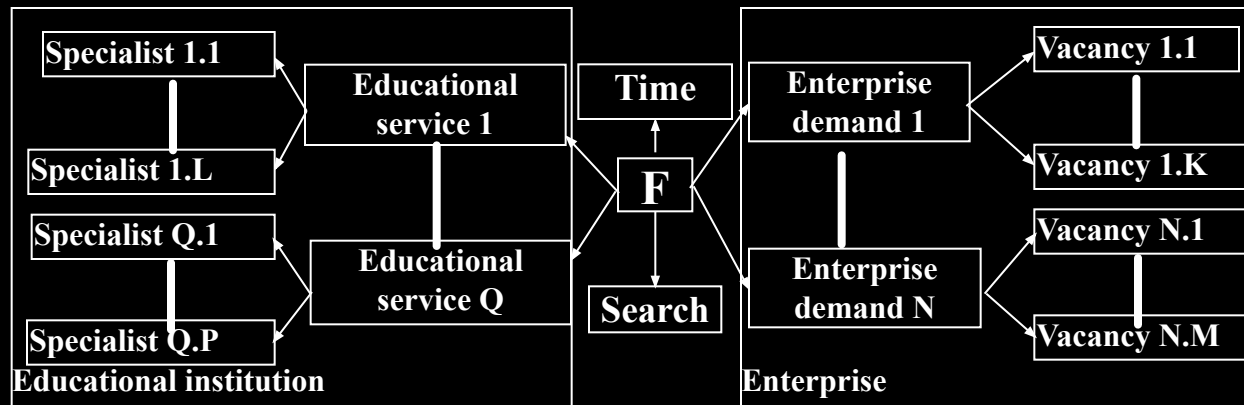 Specialist 1.1
Specialist 1.L
Specialist Q.1
Specialist Q.P
Educational institution
Educational
service 1
Educational
service Q
Time
F
Search
Enterprise
demand 1
Enterprise
demand N
Vacancy 1.1
Vacancy 1.K
Vacancy N.1
Vacancy N.M
Enterprise